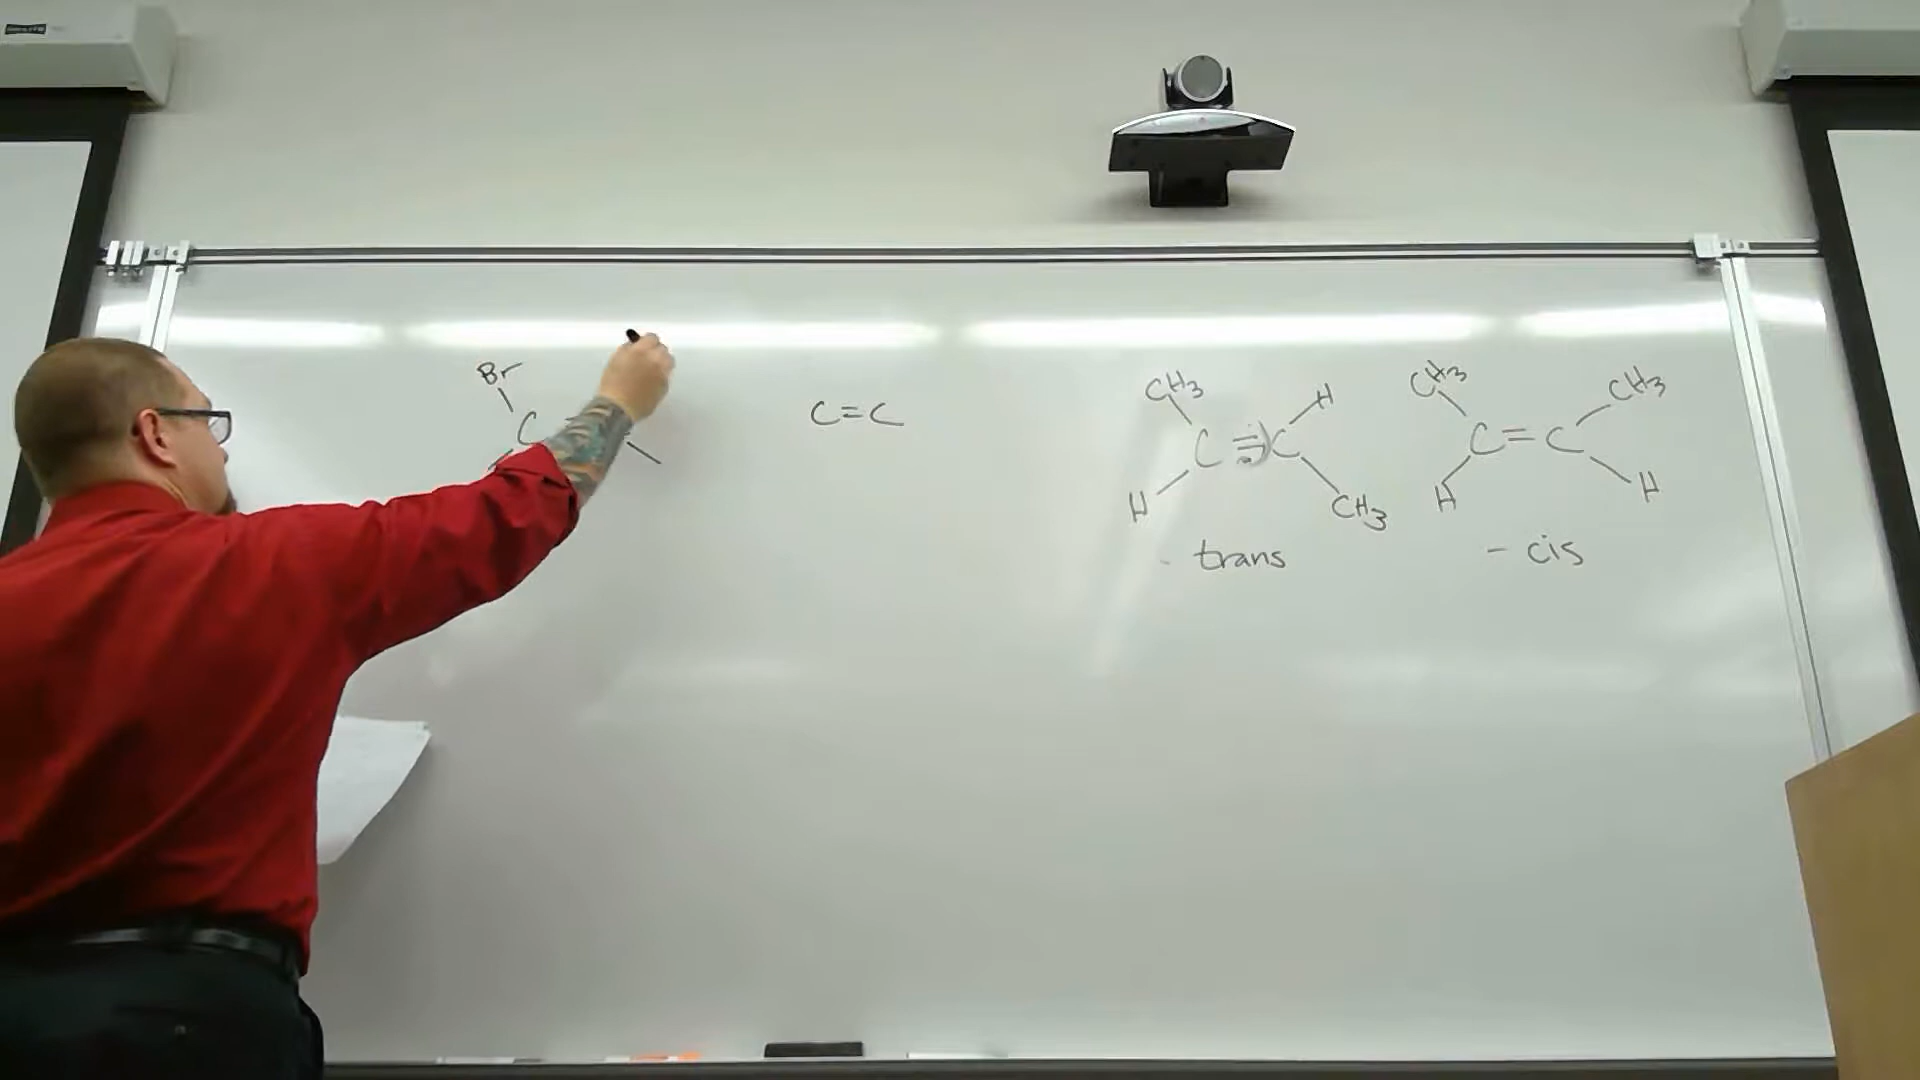 Br
C
C=C
CH3 H
C = C
H CH3
- trans
CH3 CH3
C = C
H H
- cis